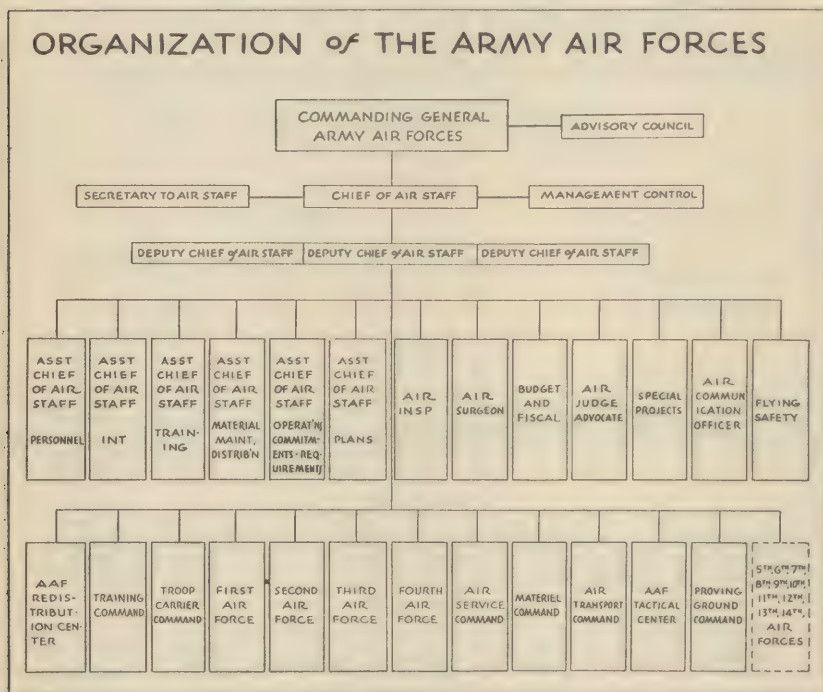 ORGANIZATION of THE ARMY AIR FORCES
COMMANDING GENERAL
ARMY AIR FORCES
ADVISORY COUNCIL
SECRETARY TO AIR STAFF
CHIEF OF AIR STAFF
MANAGEMENT CONTROL
DEPUTY CHIEF of AIR STAFF
DEPUTY CHIEF of AIR STAFF
DEPUTY CHIEF of AIR STAFF
ASST
CHIEF
OF AIR
STAFF
PERSONNEL
ASST
CHIEF
OF AIR
STAFF
INT
ASST
CHIEF
OF AIR
STAFF
TRAIN-
ING
ASST
CHIEF
OF AIR
STAFF
MATERIAL
MAINT,
DISTRIB'N
ASST
CHIEF
OF AIR
STAFF
OPERAT'NS
COMMITM-
ENTS-REQ-
UIREMENTS
ASST
CHIEF
OF AIR
STAFF
PLANS
AIR
INSP
AIR
SURGEON
BUDGET
AND
FISCAL
AIR
JUDGE
ADVOCATE
SPECIAL
PROJECTS
AIR
COMMUN
ICATION
OFFICER
FLYING
SAFETY
AAF
REDIS-
TRIBUT-
ION CEN-
TER
TRAINING
COMMAND
TROOP
CARRIER
COMMAND
FIRST
AIR
FORCE
SECOND
AIR
FORCE
THIRD
AIR
FORCE
FOURTH
AIR
FORCE
AIR
SERVICE
COMMAND
MATERIEL
COMMAND
AIR
TRANSPORT
COMMAND
AAF
TACTICAL
CENTER
PROVING
GROUND
COMMAND
5TH, 6TH, 7TH,
8TH, 9TH, 10TH,
11TH, 12TH,
13TH, 14TH,
AIR
FORCES